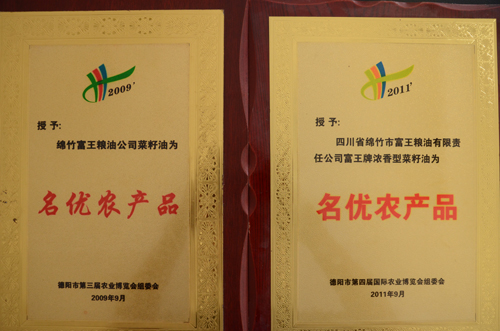 2009'
授予:
绵竹富王粮油公司菜籽油为
名优农产品
德阳市第三届农业博览会组委会
2009年9月
2011'
授予:
四川省绵竹市富王粮油有限责
任公司富王牌浓香型菜籽油为
名优农产品
德阳市第四届国际农业博览会组委会
2011年9月